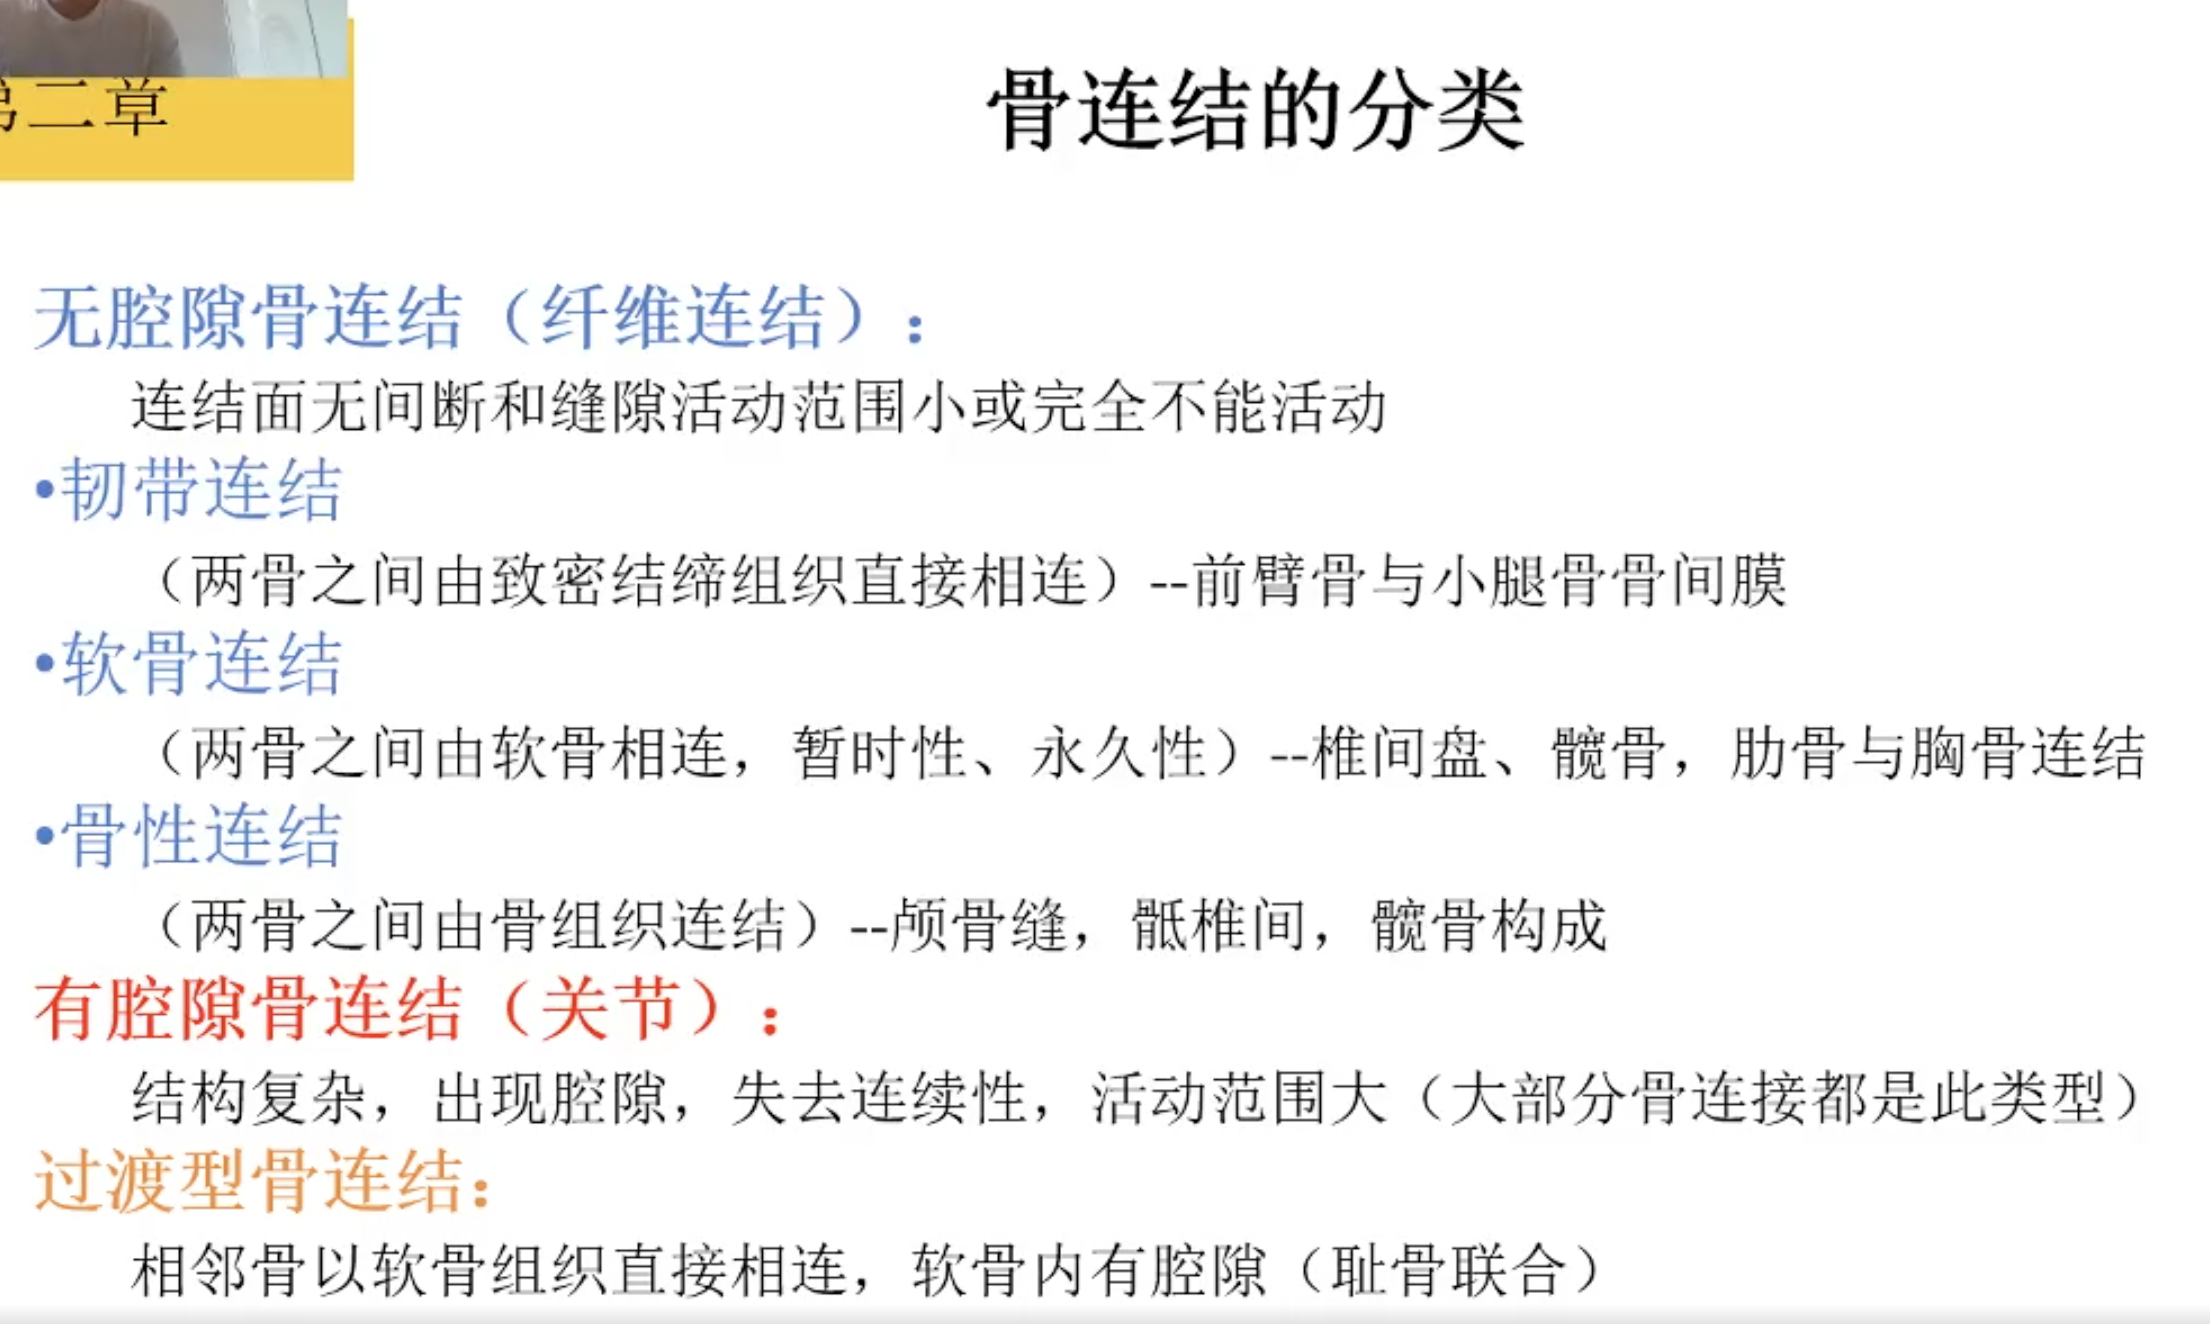 第二章
骨连结的分类
无腔隙骨连结（纤维连结）：
连结面无间断和缝隙活动范围小或完全不能活动
•韧带连结
（两骨之间由致密结缔组织直接相连）--前臂骨与小腿骨骨间膜
•软骨连结
（两骨之间由软骨相连，暂时性、永久性）--椎间盘、髋骨，肋骨与胸骨连结
•骨性连结
（两骨之间由骨组织连结）--颅骨缝，骶椎间，髋骨构成
有腔隙骨连结（关节）：
结构复杂，出现腔隙，失去连续性，活动范围大（大部分骨连接都是此类型）
过渡型骨连结：
相邻骨以软骨组织直接相连，软骨内有腔隙（耻骨联合）